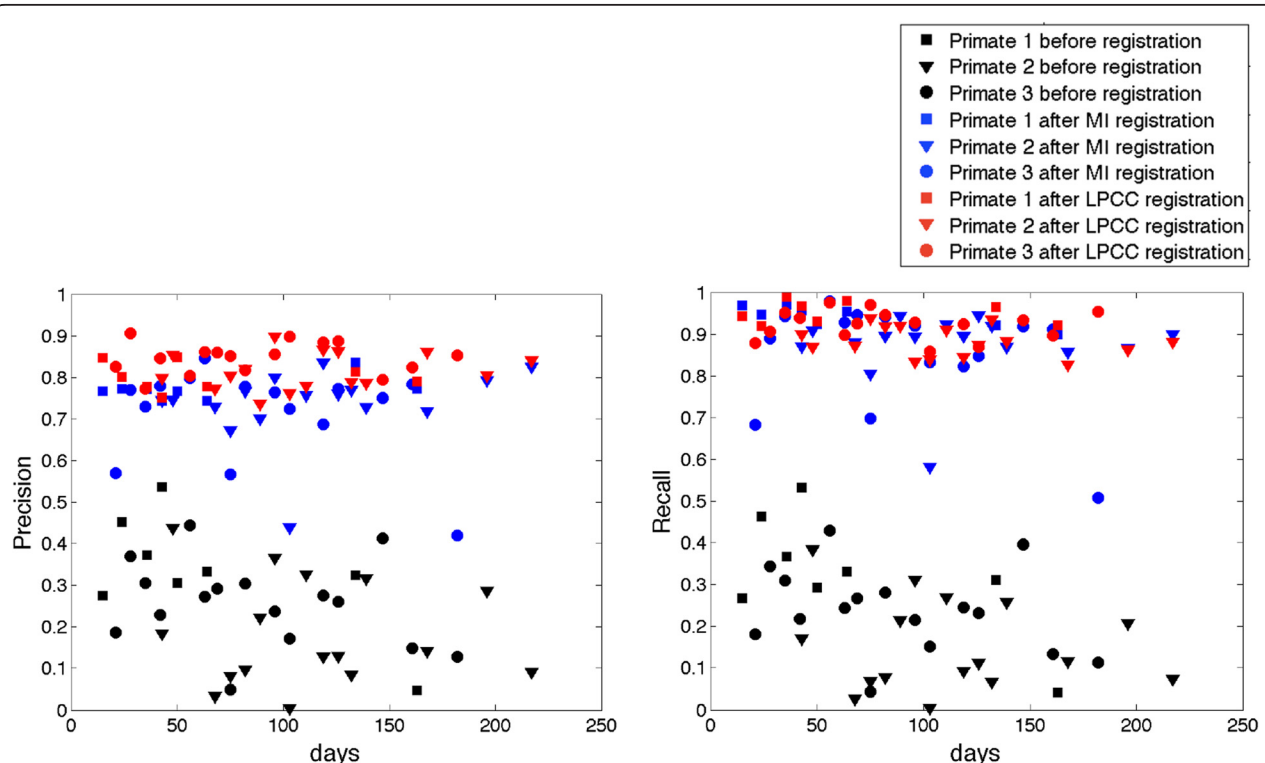 Primate 1 before registration
Primate 2 before registration
Primate 3 before registration
Primate 1 after MI registration
Primate 2 after MI registration
Primate 3 after MI registration
Primate 1 after LPCC registration
Primate 2 after LPCC registration
Primate 3 after LPCC registration
1
0.9
0.8
0.7
0.6
0.5
0.4
0.3
0.2
0.1
0
Precision
0 50 100 150 200 250
days
1
0.9
0.8
0.7
0.6
0.5
0.4
0.3
0.2
0.1
0
Recall
0 50 100 150 200 250
days